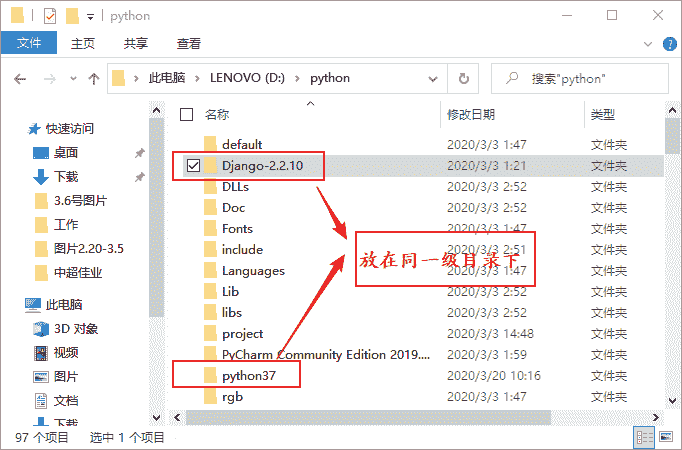 python
文件 主页 共享 查看
此电脑 LENOVO (D:) python 搜索"python"
名称 修改日期 类型
快速访问
桌面
下载
3.6号图片
工作
图片2.20-3.5
中超佳业
此电脑
3D 对象
视频
图片
文档
下载
default 2020/3/3 1:47 文件夹
Django-2.2.10 2020/3/3 1:21 文件夹
DLLs 2020/3/3 2:52 文件夹
Doc 2020/3/3 2:52 文件夹
Fonts 2020/3/3 1:47 文件夹
include 2020/3/3 2:51 文件夹
Languages 2020/3/3 1:47 文件夹
Lib 2020/3/3 2:52 文件夹
libs 2020/3/3 2:52 文件夹
project 2020/3/3 14:48 文件夹
PyCharm Community Edition 2019.... 2020/3/3 1:59 文件夹
python37 2020/3/20 10:16 文件夹
rgb 2020/3/3 1:47 文件夹
放在同一级目录下
97 个项目 选中 1 个项目